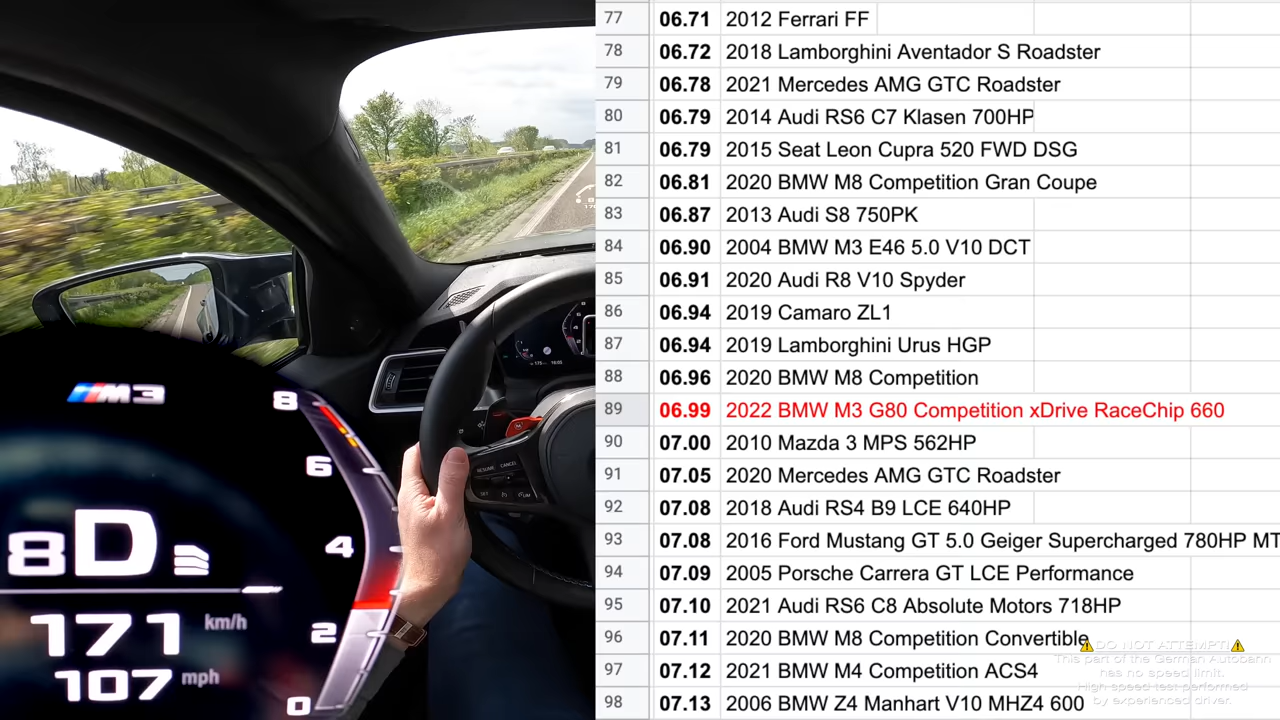 M3
8
6
4
2
0
8D
171 km/h
107 mph
RESUME CANCEL
SET LIM
77 06.71 2012 Ferrari FF
78 06.72 2018 Lamborghini Aventador S Roadster
79 06.78 2021 Mercedes AMG GTC Roadster
80 06.79 2014 Audi RS6 C7 Klasen 700HP
81 06.79 2015 Seat Leon Cupra 520 FWD DSG
82 06.81 2020 BMW M8 Competition Gran Coupe
83 06.87 2013 Audi S8 750PK
84 06.90 2004 BMW M3 E46 5.0 V10 DCT
85 06.91 2020 Audi R8 V10 Spyder
86 06.94 2019 Camaro ZL1
87 06.94 2019 Lamborghini Urus HGP
88 06.96 2020 BMW M8 Competition
89 06.99 2022 BMW M3 G80 Competition xDrive RaceChip 660
90 07.00 2010 Mazda 3 MPS 562HP
91 07.05 2020 Mercedes AMG GTC Roadster
92 07.08 2018 Audi RS4 B9 LCE 640HP
93 07.08 2016 Ford Mustang GT 5.0 Geiger Supercharged 780HP MT
94 07.09 2005 Porsche Carrera GT LCE Performance
95 07.10 2021 Audi RS6 C8 Absolute Motors 718HP
96 07.11 2020 BMW M8 Competition Convertible
97 07.12 2021 BMW M4 Competition ACS4
98 07.13 2006 BMW Z4 Manhart V10 MHZ4 600
⚠DO NOT ATTEMPT!⚠
This part of the German Autobahn
has no speed limit.
High speed test performed
by experienced driver.